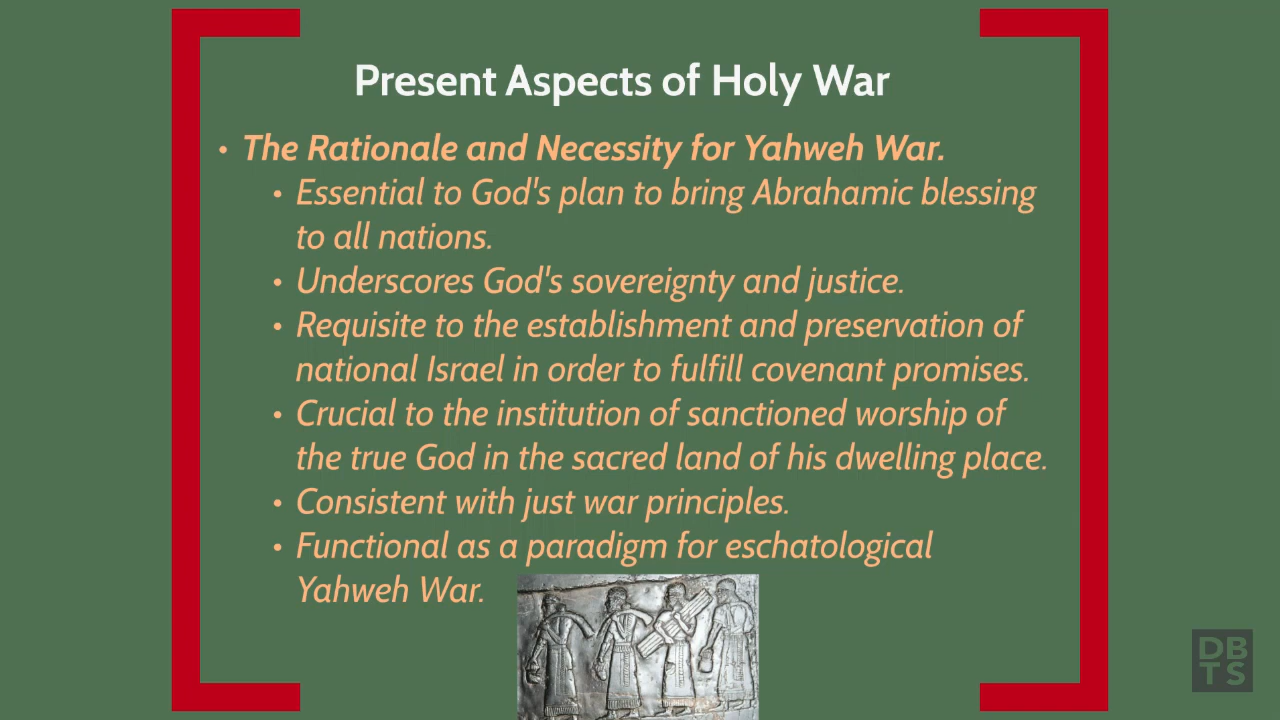 Present Aspects of Holy War
• The Rationale and Necessity for Yahweh War.
• Essential to God's plan to bring Abrahamic blessing
to all nations.
• Underscores God's sovereignty and justice.
• Requisite to the establishment and preservation of
national Israel in order to fulfill covenant promises.
• Crucial to the institution of sanctioned worship of
the true God in the sacred land of his dwelling place.
• Consistent with just war principles.
• Functional as a paradigm for eschatological
Yahweh War.
DB
TS